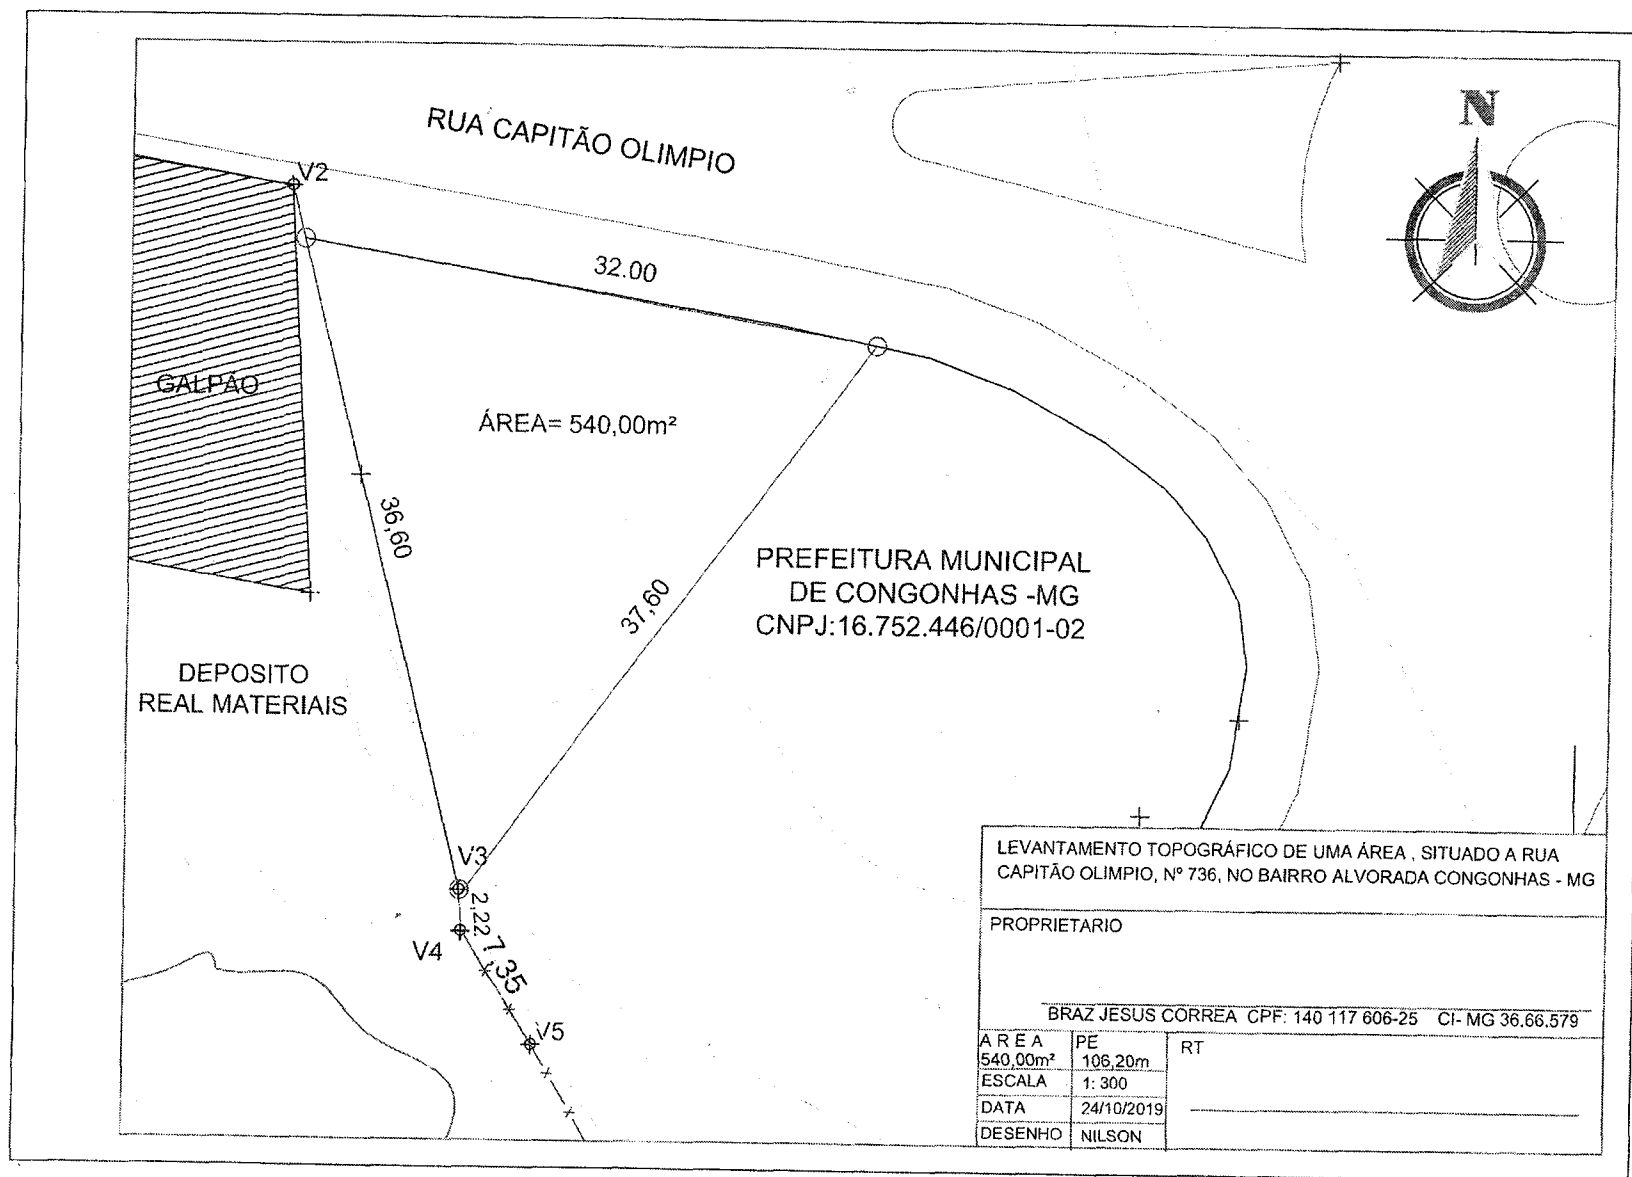 RUA CAPITÃO OLIMPIO
N
V2
32.00
GALPÃO
ÁREA= 540,00m²
36,60
37,60
PREFEITURA MUNICIPAL
DE CONGONHAS -MG
CNPJ:16.752.446/0001-02
DEPOSITO
REAL MATERIAIS
V3
2,22
V4
7,35
V5
LEVANTAMENTO TOPOGRÁFICO DE UMA ÁREA , SITUADO A RUA
CAPITÃO OLIMPIO, Nº 736, NO BAIRRO ALVORADA CONGONHAS - MG
PROPRIETARIO
BRAZ JESUS CORREA CPF: 140 117 606-25 CI- MG 36.66.579
A R E A
540,00m²
PE
106,20m
RT
ESCALA 1: 300
DATA 24/10/2019
DESENHO NILSON